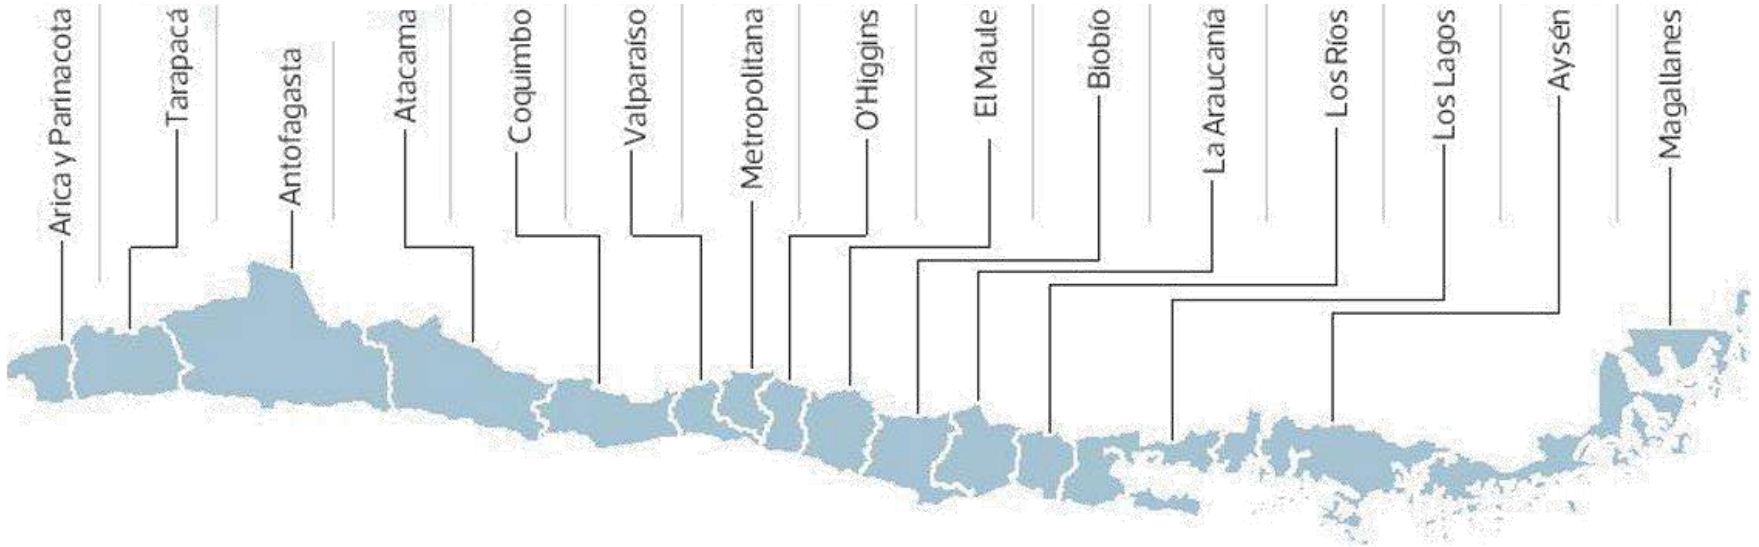 Arica y Parinacota
Tarapacá
Antofagasta
Atacama
Coquimbo
Valparaíso
Metropolitana
O'Higgins
El Maule
Biobío
La Araucanía
Los Ríos
Los Lagos
Aysén
Magallanes